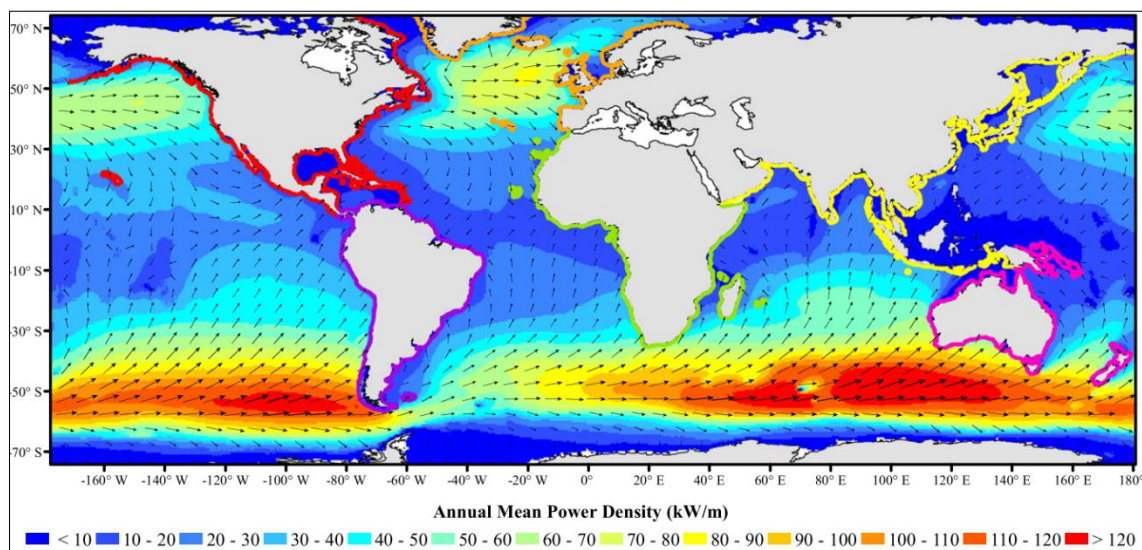 70° N
50° N
30° N
10° N
-10° S
-30° S
-50° S
-70° S
-160° W -140° W -120° W -100° W -80° W -60° W -40° W -20° W 0° 20° E 40° E 60° E 80° E 100° E 120° E 140° E 160° E 180° E
Annual Mean Power Density (kW/m)
< 10 10 - 20 20 - 30 30 - 40 40 - 50 50 - 60 60 - 70 70 - 80 80 - 90 90 - 100 100 - 110 110 - 120 > 120